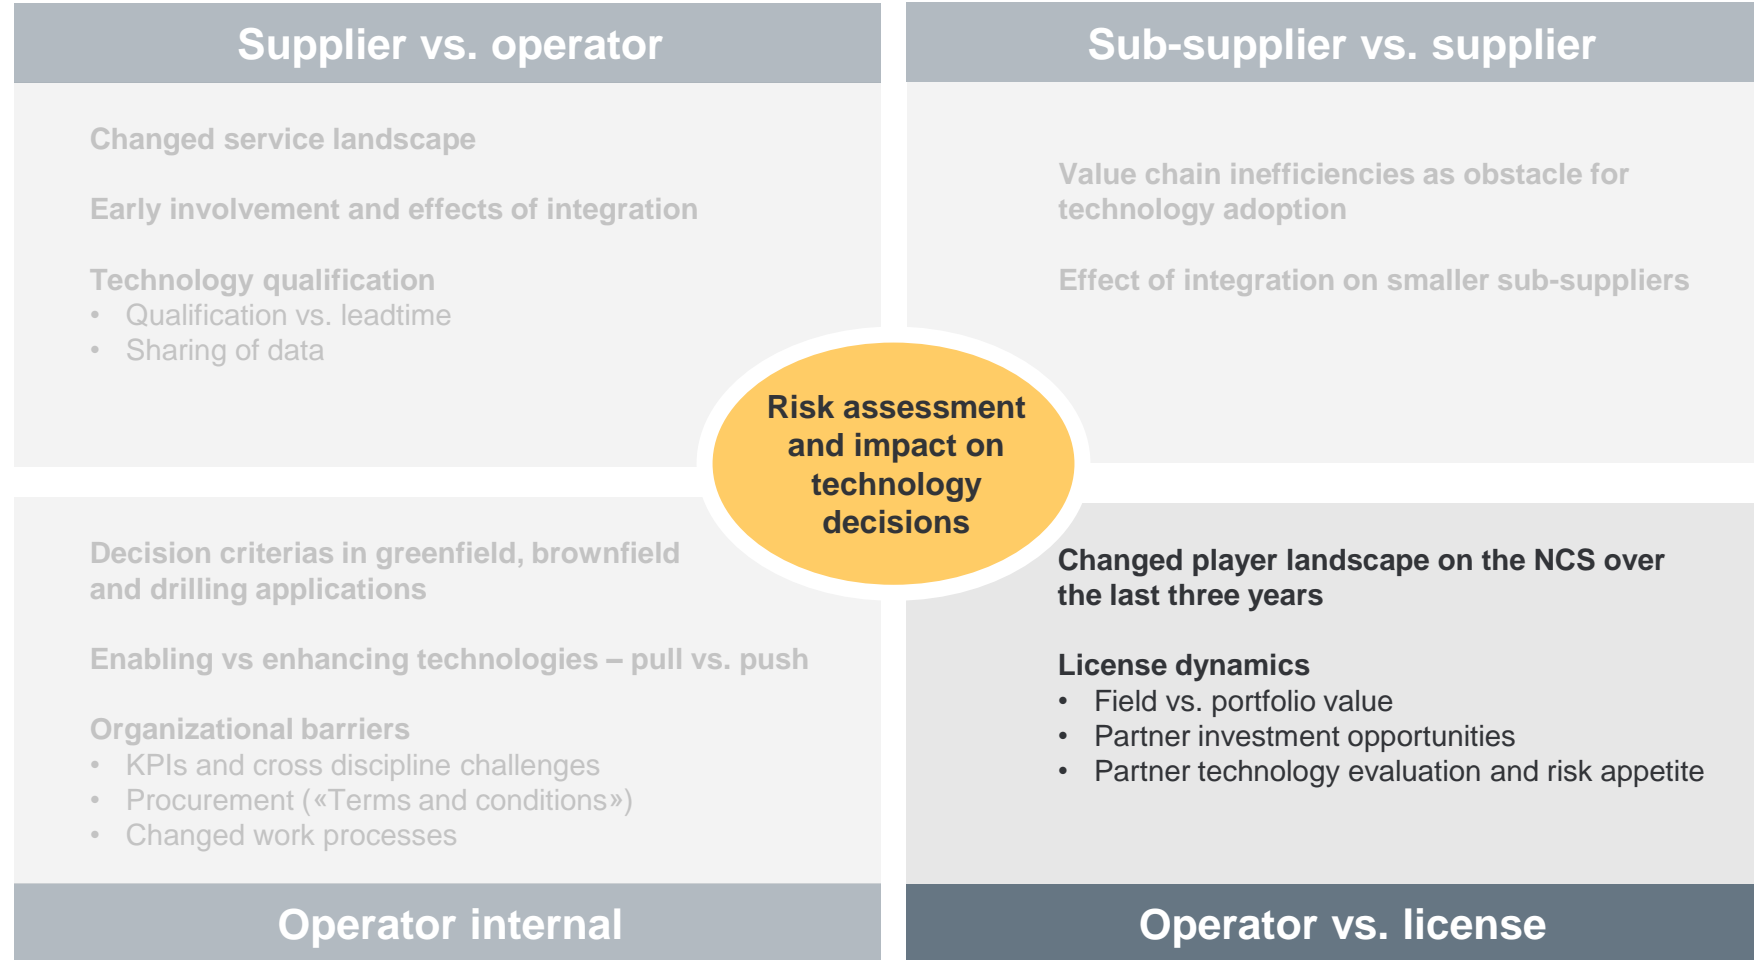 Supplier vs. operator
Changed service landscape
Early involvement and effects of integration
Technology qualification
• Qualification vs. leadtime
• Sharing of data
Sub-supplier vs. supplier
Value chain inefficiencies as obstacle for
technology adoption
Effect of integration on smaller sub-suppliers
Risk assessment
and impact on
technology
decisions
Decision criterias in greenfield, brownfield
and drilling applications
Enabling vs enhancing technologies – pull vs. push
Organizational barriers
• KPIs and cross discipline challenges
• Procurement («Terms and conditions»)
• Changed work processes
Operator internal
Changed player landscape on the NCS over
the last three years
License dynamics
• Field vs. portfolio value
• Partner investment opportunities
• Partner technology evaluation and risk appetite
Operator vs. license